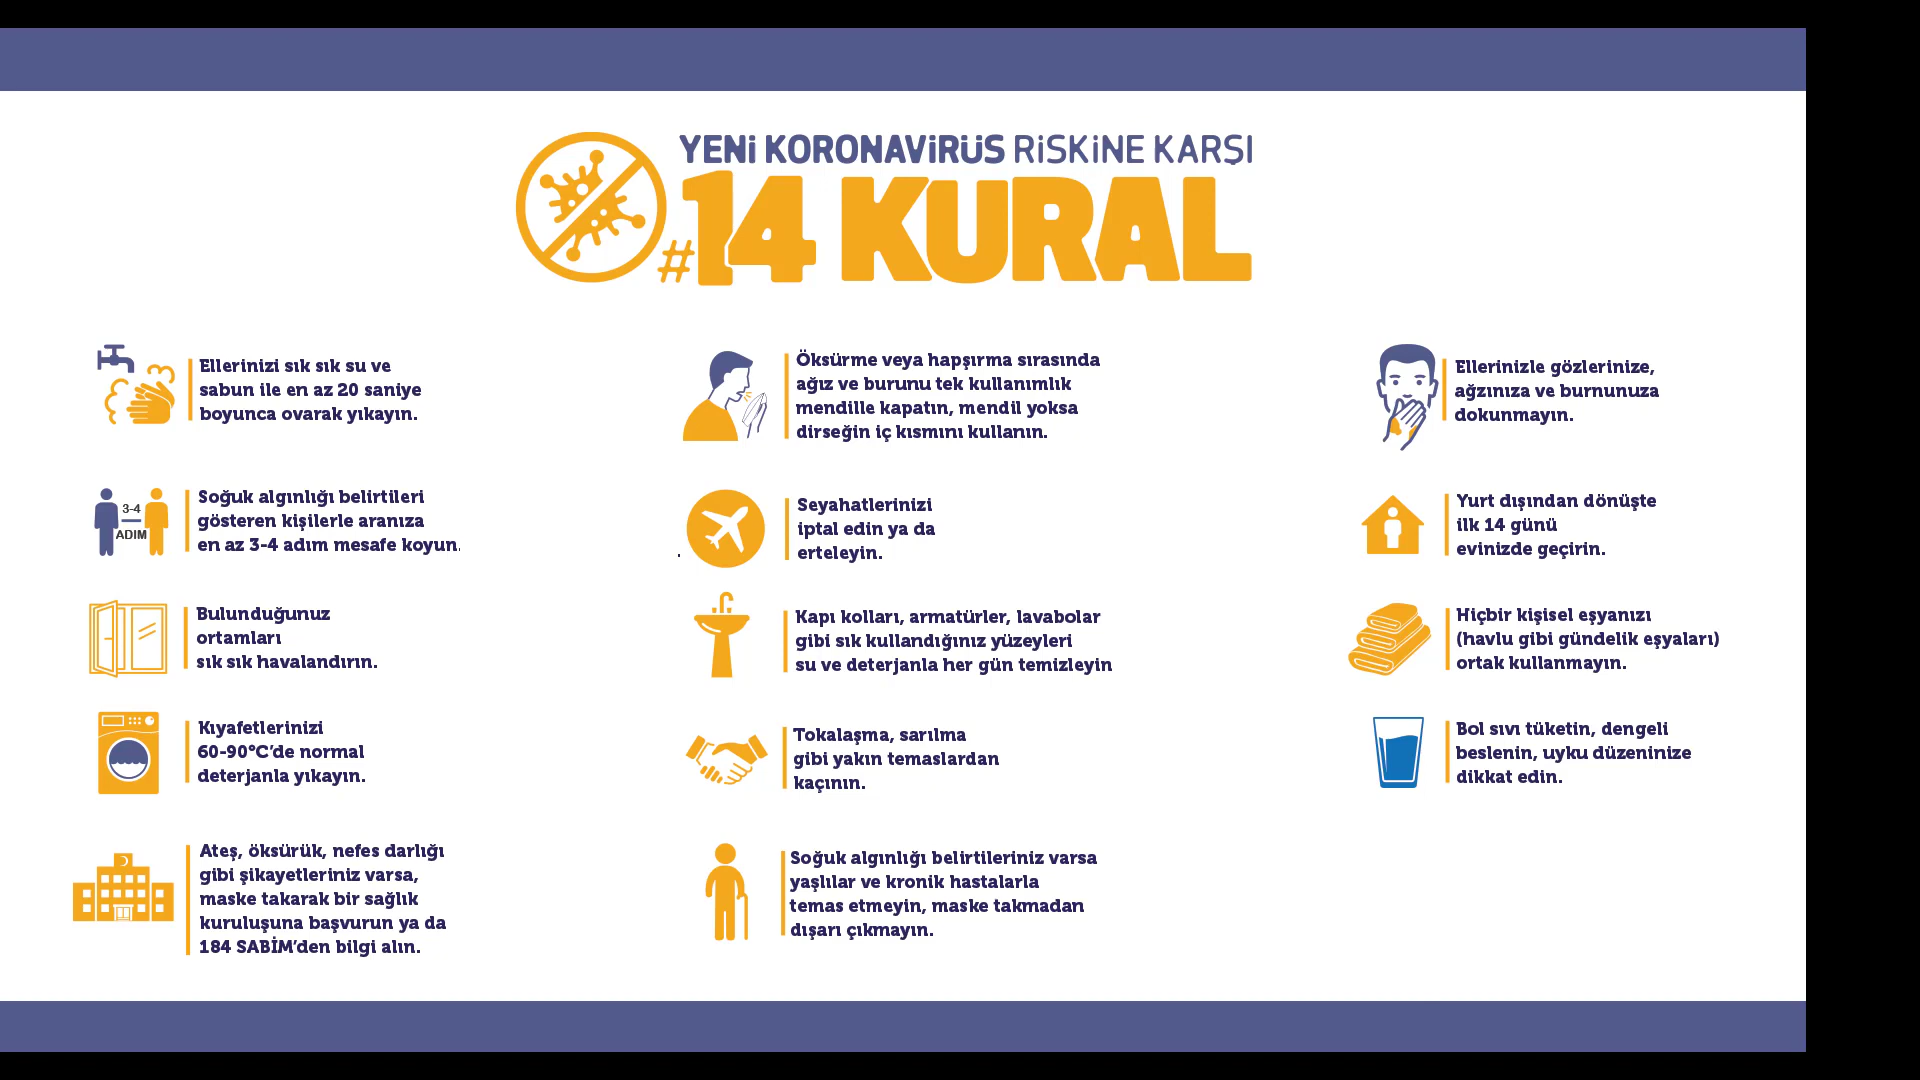 YENİ KORONAVİRÜS RİSKİNE KARŞI
#14 KURAL
Ellerinizi sık sık su ve
sabun ile en az 20 saniye
boyunca ovarak yıkayın.
Öksürme veya hapşırma sırasında
ağız ve burunu tek kullanımlık
mendille kapatın, mendil yoksa
dirseğin iç kısmını kullanın.
Ellerinizle gözlerinize,
ağzınıza ve burnunuza
dokunmayın.
3-4
ADIM
Soğuk algınlığı belirtileri
gösteren kişilerle aranıza
en az 3-4 adım mesafe koyun.
Seyahatlerinizi
iptal edin ya da
erteleyin.
Yurt dışından dönüşte
ilk 14 günü
evinizde geçirin.
Bulunduğunuz
ortamları
sık sık havalandırın.
Kapı kolları, armatürler, lavabolar
gibi sık kullandığınız yüzeyleri
su ve deterjanla her gün temizleyin
Hiçbir kişisel eşyanızı
(havlu gibi gündelik eşyaları)
ortak kullanmayın.
Kıyafetlerinizi
60-90°C'de normal
deterjanla yıkayın.
Tokalaşma, sarılma
gibi yakın temaslardan
kaçının.
Bol sıvı tüketin, dengeli
beslenin, uyku düzeninize
dikkat edin.
Ateş, öksürük, nefes darlığı
gibi şikayetleriniz varsa,
maske takarak bir sağlık
kuruluşuna başvurun ya da
184 SABİM'den bilgi alın.
Soğuk algınlığı belirtileriniz varsa
yaşlılar ve kronik hastalarla
temas etmeyin, maske takmadan
dışarı çıkmayın.